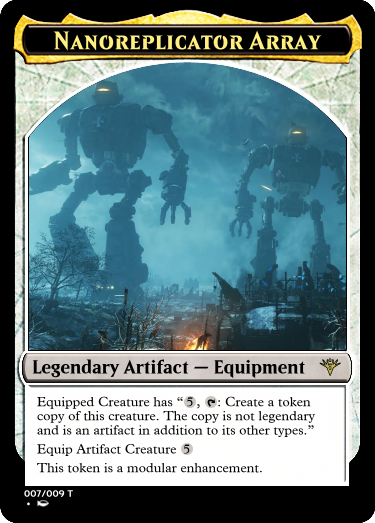 Nanoreplicator Array
Legendary Artifact — Equipment
Equipped Creature has “5, : Create a token
copy of this creature. The copy is not legendary
and is an artifact in addition to its other types.”
Equip Artifact Creature 5
This token is a modular enhancement.
007/009 T